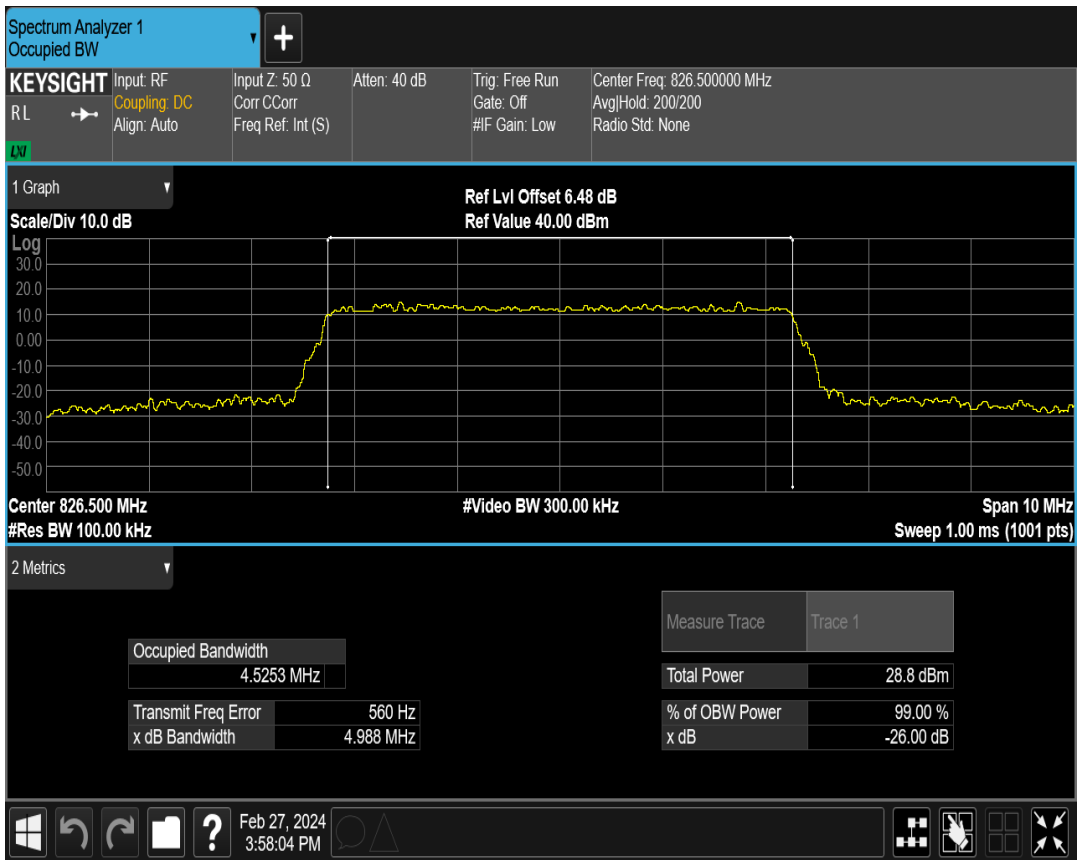 Spectrum Analyzer 1
Occupied BW
KEYSIGHT
RL
LXI
Input: RF
Coupling: DC
Align: Auto
Input Z: 50 Ω
Corr CCorr
Freq Ref: Int (S)
Atten: 40 dB
Trig: Free Run
Gate: Off
#IF Gain: Low
Center Freq: 826.500000 MHz
Avg|Hold: 200/200
Radio Std: None
1 Graph
Scale/Div 10.0 dB
Ref Lvl Offset 6.48 dB
Ref Value 40.00 dBm
Log
30.0
20.0
10.0
0.00
-10.0
-20.0
-30.0
-40.0
-50.0
Center 826.500 MHz
#Video BW 300.00 kHz
Span 10 MHz
#Res BW 100.00 kHz
Sweep 1.00 ms (1001 pts)
2 Metrics
Measure Trace Trace 1
Occupied Bandwidth
4.5253 MHz
Total Power 28.8 dBm
Transmit Freq Error 560 Hz
% of OBW Power 99.00 %
x dB Bandwidth 4.988 MHz
x dB -26.00 dB
?
Feb 27, 2024
3:58:04 PM